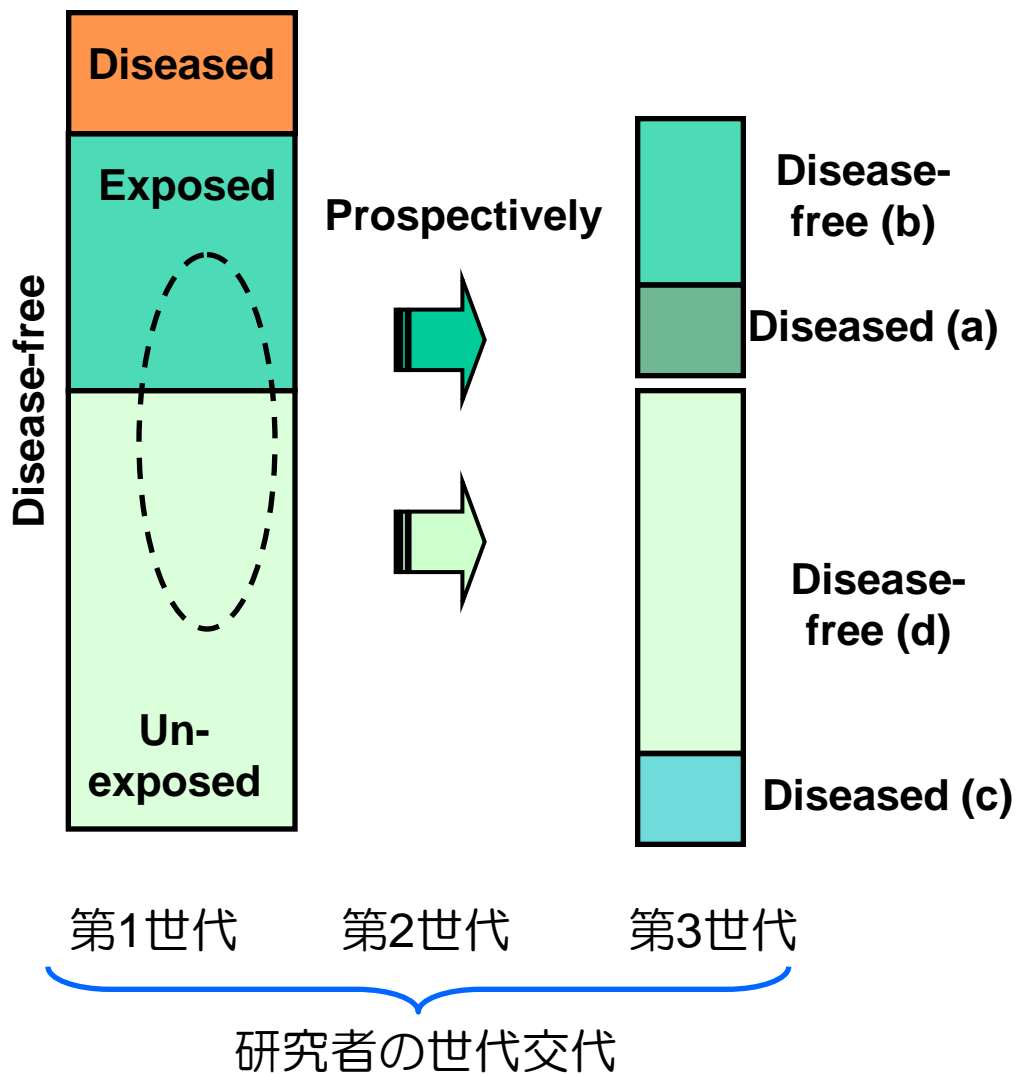 Diseased
Exposed
Disease-free
Un-
exposed
Prospectively
Disease-
free (b)
Diseased (a)
Disease-
free (d)
Diseased (c)
第1世代
第2世代
第3世代
研究者の世代交代